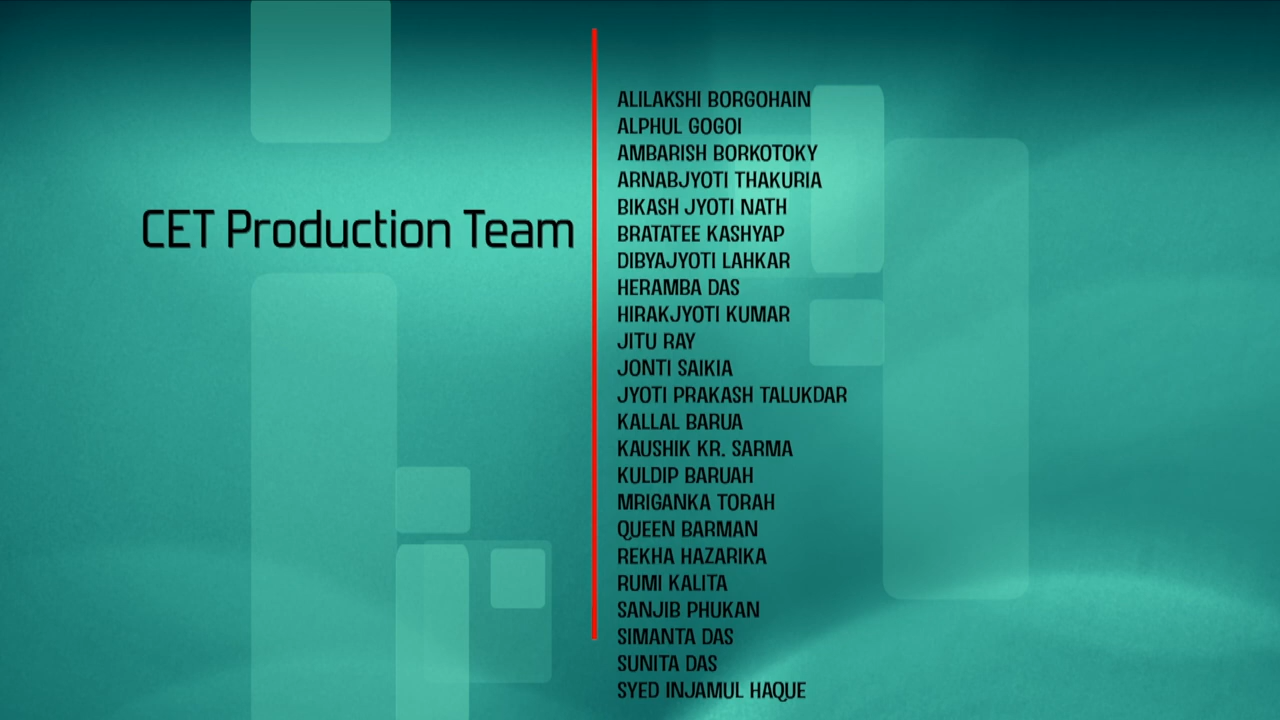 CET Production Team
ALILAKSHI BORGOHAIN
ALPHUL GOGOI
AMBARISH BORKOTOKY
ARNABJYOTI THAKURIA
BIKASH JYOTI NATH
BRATATEE KASHYAP
DIBYAJYOTI LAHKAR
HERAMBA DAS
HIRAKJYOTI KUMAR
JITU RAY
JONTI SAIKIA
JYOTI PRAKASH TALUKDAR
KALLAL BARUA
KAUSHIK KR. SARMA
KULDIP BARUAH
MRIGANKA TORAH
QUEEN BARMAN
REKHA HAZARIKA
RUMI KALITA
SANJIB PHUKAN
SIMANTA DAS
SUNITA DAS
SYED INJAMUL HAQUE